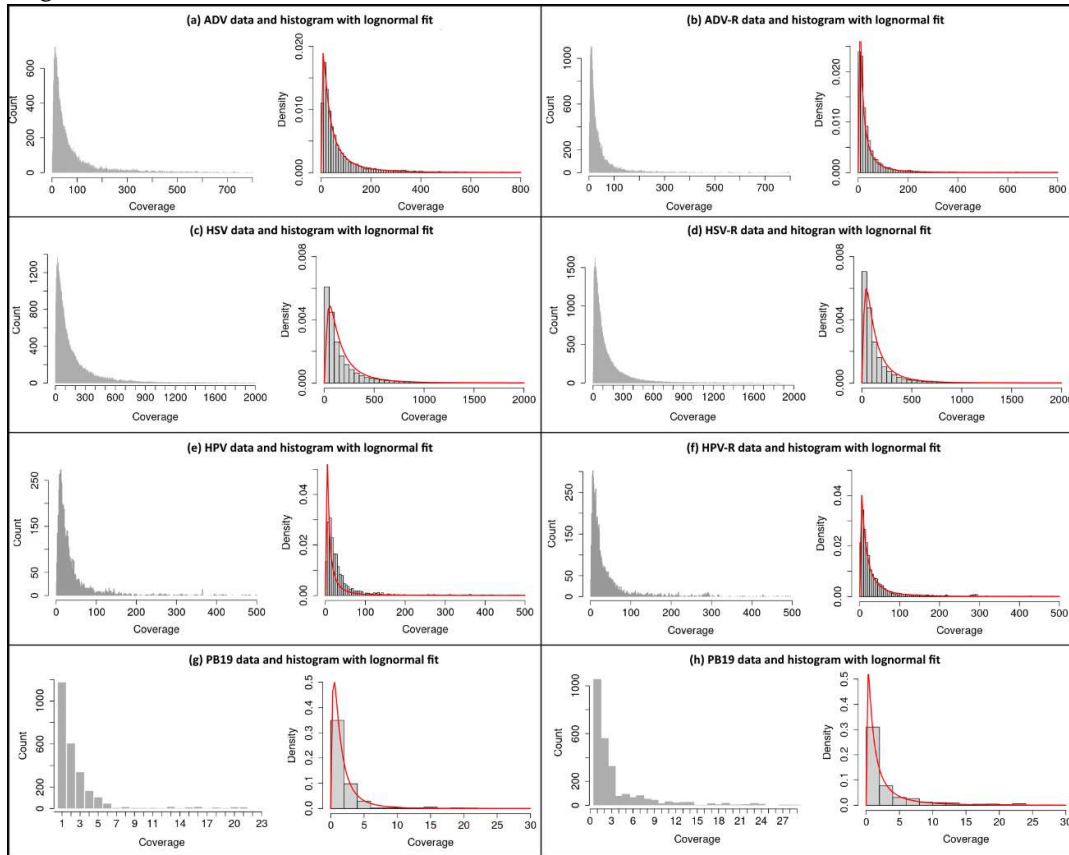 (a) ADV data and histogram with lognormal fit
Count
0 200 400 600
0 100 300 500 700
Coverage
Density
0.000 0.010 0.020
0 200 400 600 800
Coverage
(b) ADV-R data and histogram with lognormal fit
Count
0 400 600 1000
0 100 300 500 700
Coverage
Density
0.000 0.010 0.020
0 200 400 600 800
Coverage
(c) HSV data and histogram with lognormal fit
Count
0 400 800 1200
0 300 600 900 1200 1600 2000
Coverage
Density
0.000 0.004 0.008
0 500 1000 1500 2000
Coverage
(d) HSV-R data and hitogran with lognornal fit
Count
0 500 1000 1500
0 300 600 900 1200 1600 2000
Coverage
Density
0.000 0.004 0.008
0 500 1000 1500 2000
Coverage
(e) HPV data and histogram with lognormal fit
Count
0 50 150 250
0 100 200 300 400 500
Coverage
Density
0.00 0.02 0.04
0 100 200 300 400 500
Coverage
(f) HPV-R data and histogram with lognormal fit
Count
0 50 150 250
0 100 200 300 400 500
Coverage
Density
0.00 0.02 0.04
0 100 300 500
Coverage
(g) PB19 data and histogram with lognormal fit
Count
0 200 600 1000
1 3 5 7 9 11 14 17 20 23
Coverage
Density
0.0 0.1 0.2 0.3 0.4 0.5
0 5 10 15 20 25 30
Coverage
(h) PB19 data and histogram with lognormal fit
Count
0 200 600 1000
0 1 3 5 7 9 12 15 18 21 24 27
Coverage
Density
0.0 0.1 0.2 0.3 0.4 0.5
0 5 10 15 20 25 30
Coverage